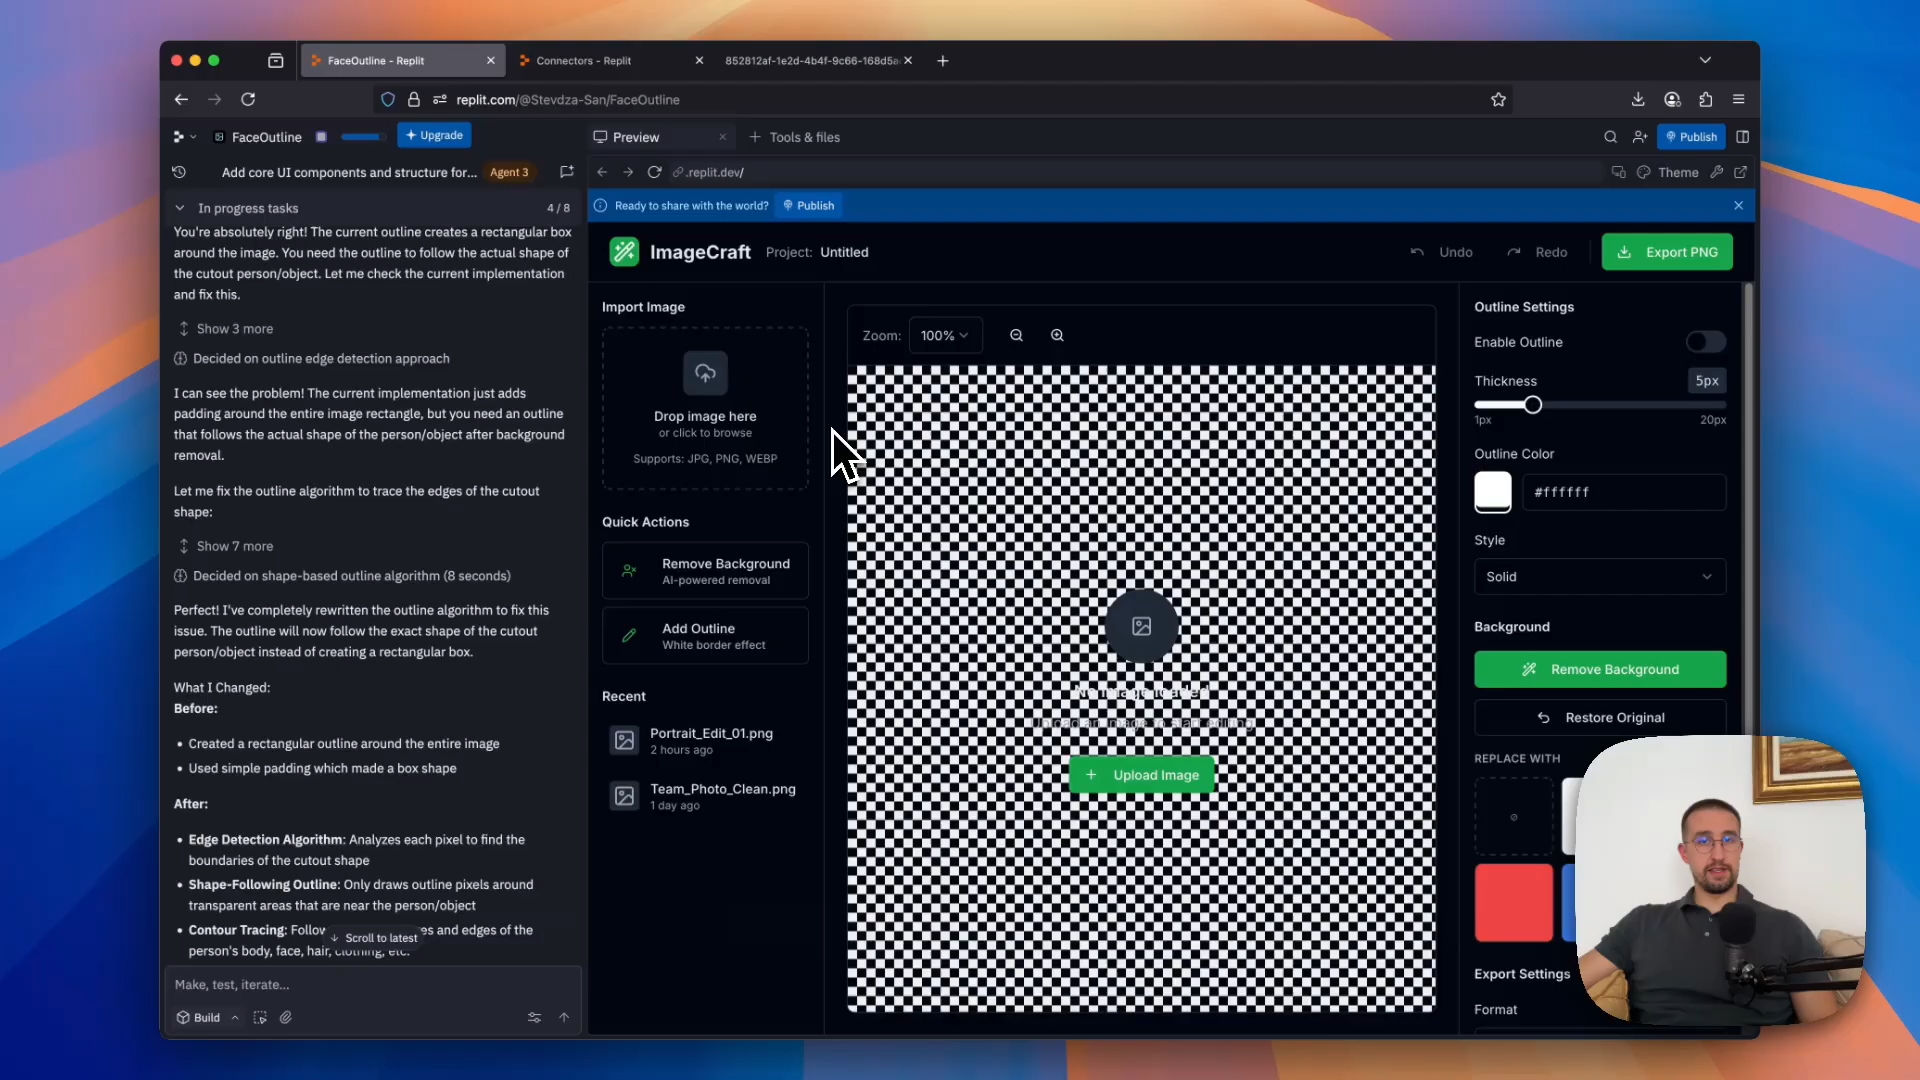 FaceOutline - Replit
Connectors - Replit
852812af-1e2d-4b4f-9c66-168d5a
replit.com/@Stevdza-San/FaceOutline
FaceOutline
Upgrade
Preview
Tools & files
Publish
Add core UI components and structure for...
Agent 3
.replit.dev/
Theme
In progress tasks
4 / 8
Ready to share with the world?
Publish
You're absolutely right! The current outline creates a rectangular box
around the image. You need the outline to follow the actual shape of
the cutout person/object. Let me check the current implementation
and fix this.
Show 3 more
Decided on outline edge detection approach
I can see the problem! The current implementation just adds
padding around the entire image rectangle, but you need an outline
that follows the actual shape of the person/object after background
removal.
Let me fix the outline algorithm to trace the edges of the cutout
shape:
Show 7 more
Decided on shape-based outline algorithm (8 seconds)
Perfect! I've completely rewritten the outline algorithm to fix this
issue. The outline will now follow the exact shape of the cutout
person/object instead of creating a rectangular box.
What I Changed:
Before:
• Created a rectangular outline around the entire image
• Used simple padding which made a box shape
After:
• Edge Detection Algorithm: Analyzes each pixel to find the
boundaries of the cutout shape
• Shape-Following Outline: Only draws outline pixels around
transparent areas that are near the person/object
• Contour Tracing: Follow
es and edges of the
Scroll to latest
person's body, face, hair, clothing, etc.
Make, test, iterate...
Build
ImageCraft
Project: Untitled
Undo
Redo
Export PNG
Import Image
Drop image here
or click to browse
Supports: JPG, PNG, WEBP
Quick Actions
Remove Background
AI-powered removal
Add Outline
White border effect
Recent
Portrait_Edit_01.png
2 hours ago
Team_Photo_Clean.png
1 day ago
Zoom:
100%
No image loaded
Upload an image to start editing
Upload Image
Outline Settings
Enable Outline
Thickness
5px
1px
20px
Outline Color
#ffffff
Style
Solid
Background
Remove Background
Restore Original
REPLACE WITH
Export Settings
Format